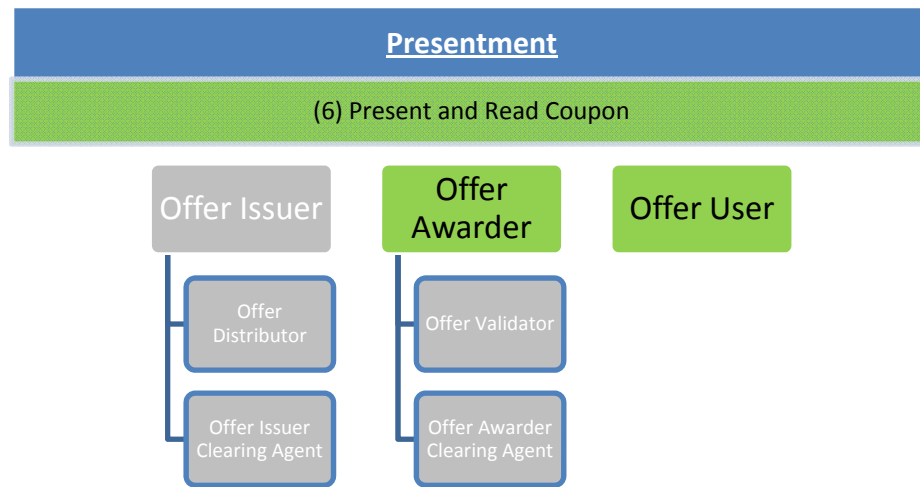 Presentment
(6) Present and Read Coupon
Offer Issuer
Offer
Awarder
Offer User
Offer
Distributor
Offer Validator
Offer Issuer
Clearing Agent
Offer Awarder
Clearing Agent